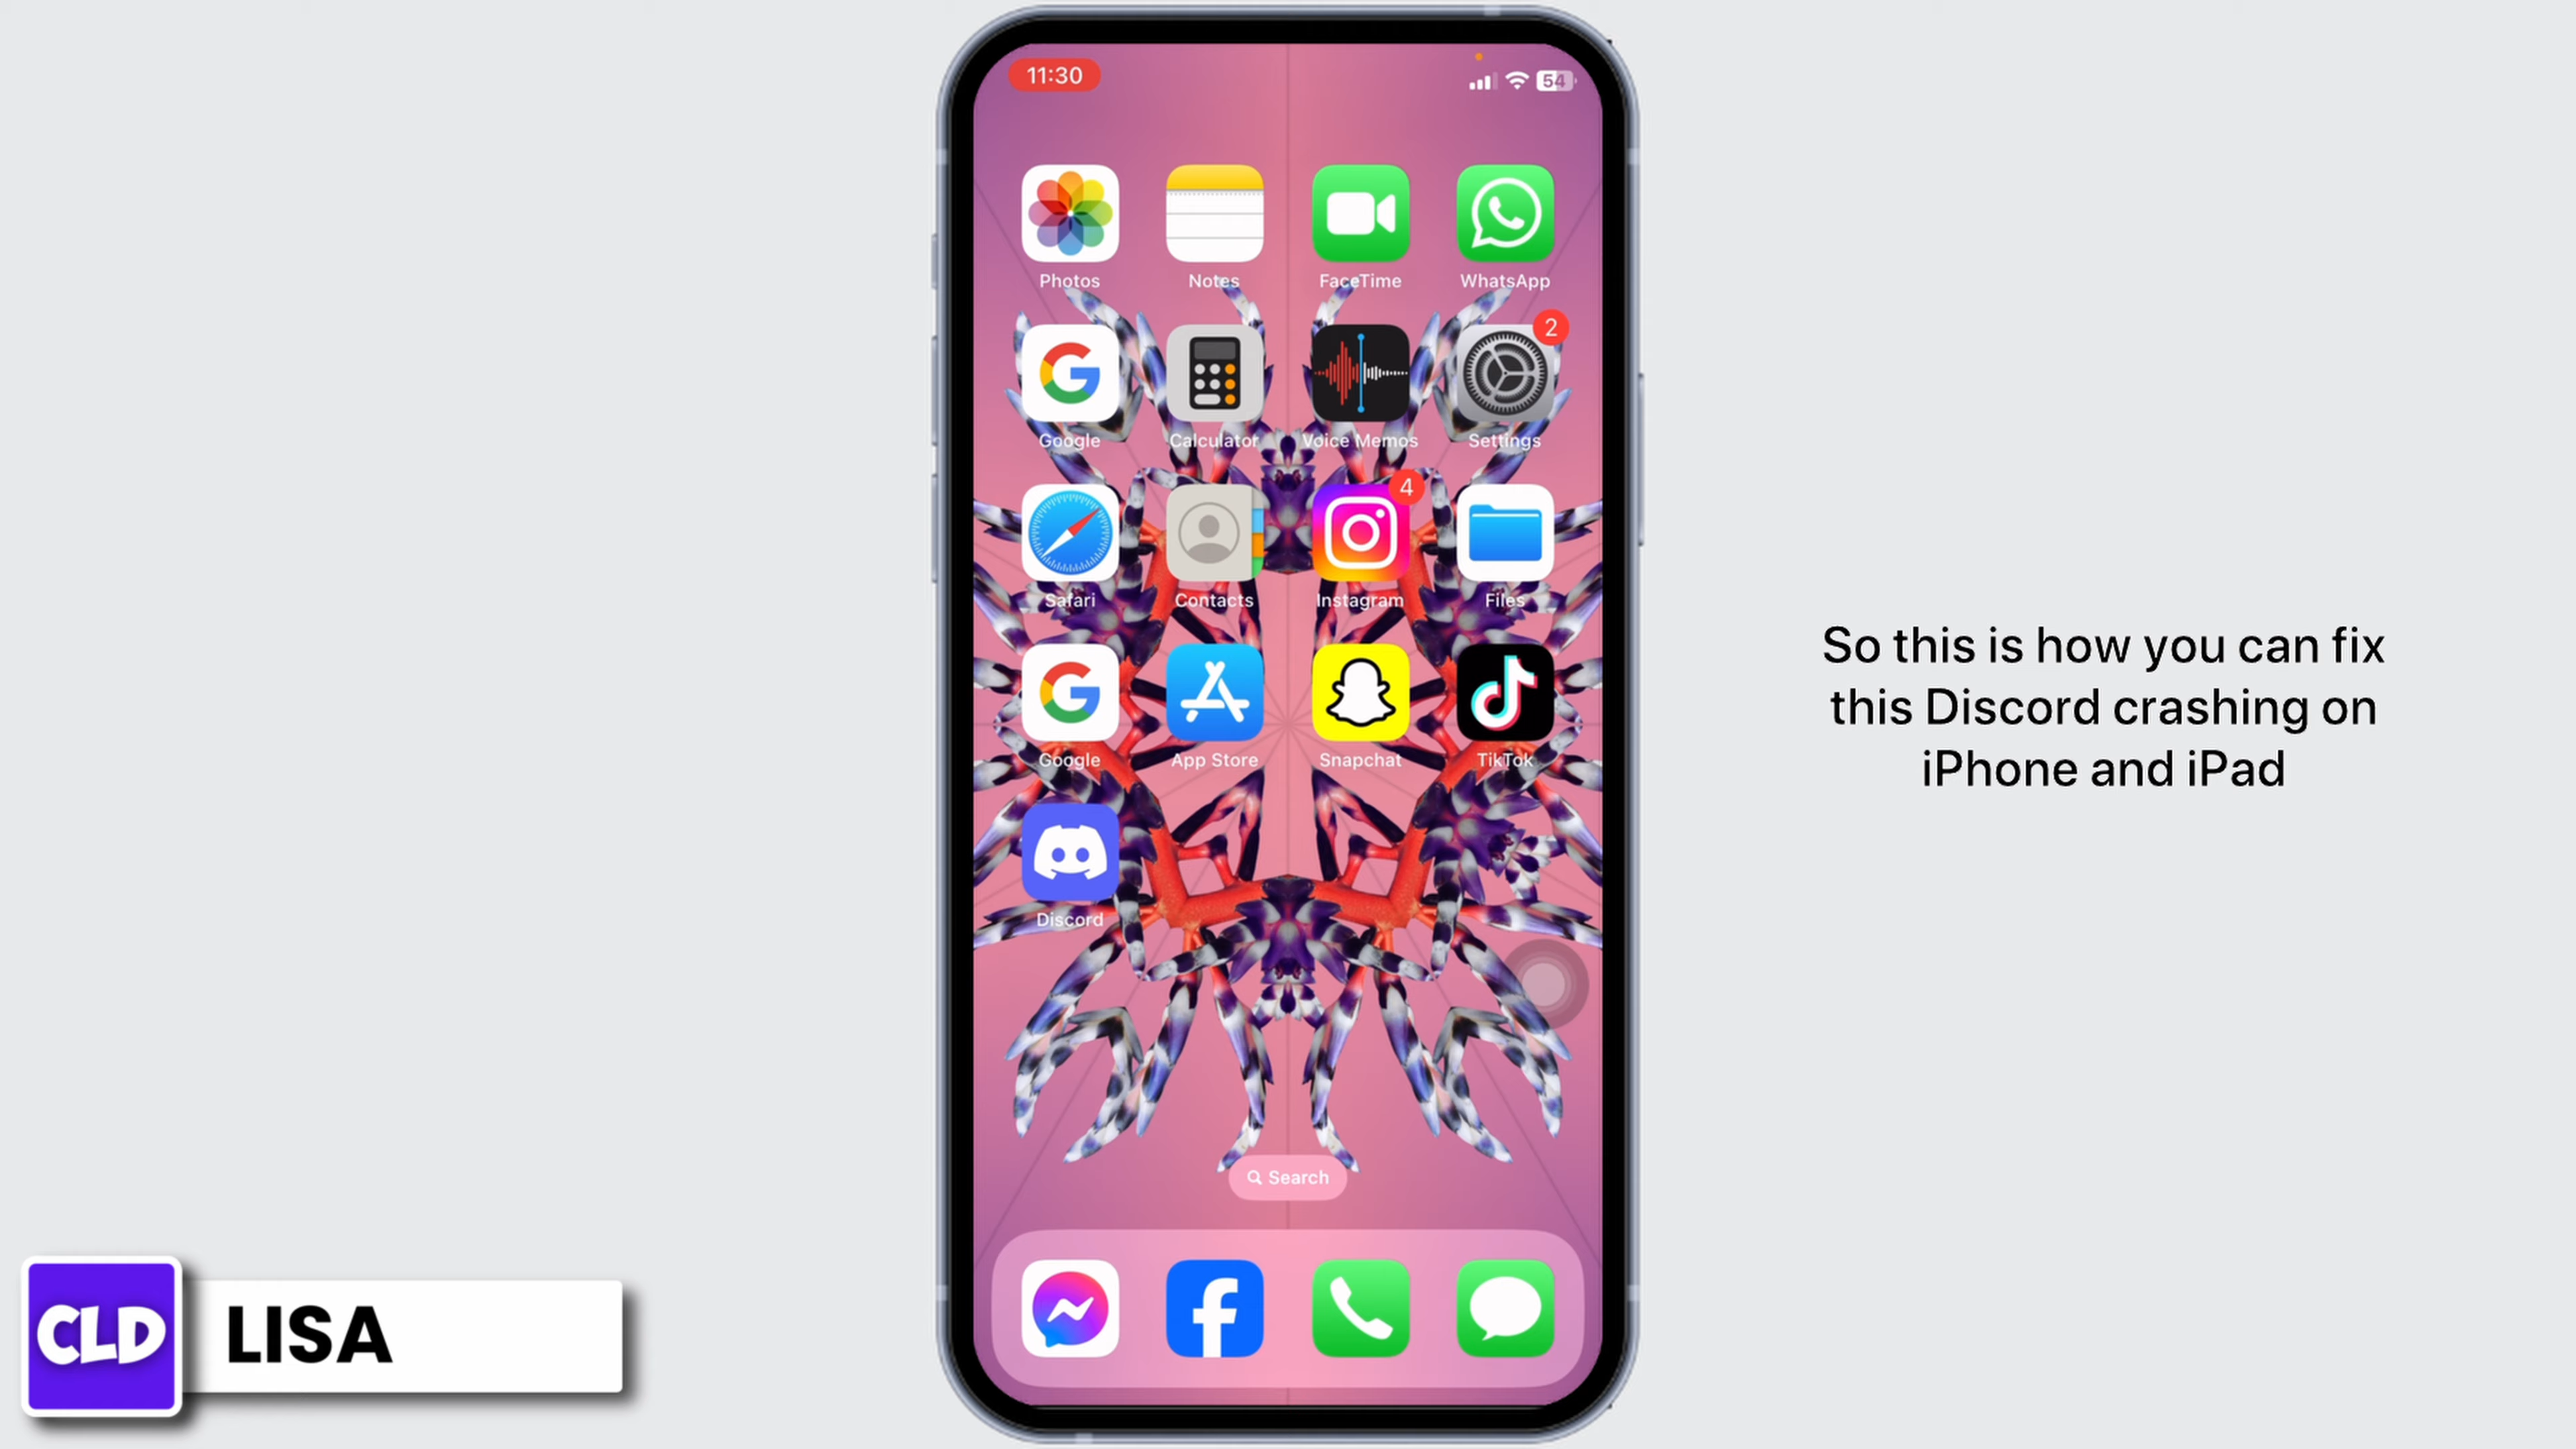 11:30
54
Photos
Notes
FaceTime
WhatsApp
2
Google
Calculator
Voice Memos
Settings
4
Safari
Contacts
Instagram
Files
Google
App Store
Snapchat
TikTok
Discord
Search
So this is how you can fix
this Discord crashing on
iPhone and iPad
CLD
LISA